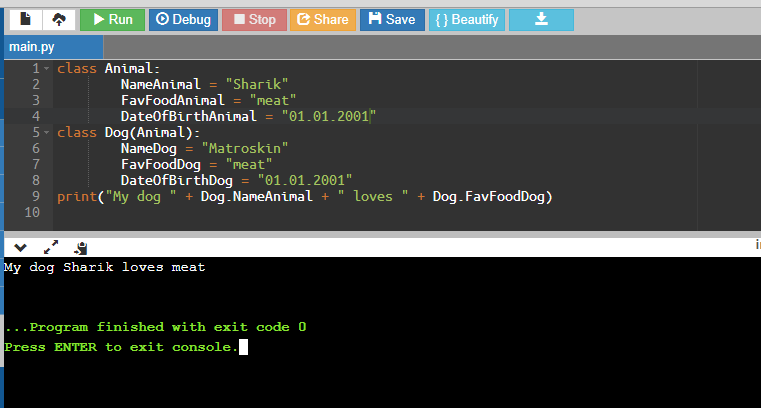 Run Debug Stop Share Save { } Beautify
main.py
1 class Animal:
2 NameAnimal = "Sharik"
3 FavFoodAnimal = "meat"
4 DateOfBirthAnimal = "01.01.2001"
5 class Dog(Animal):
6 NameDog = "Matroskin"
7 FavFoodDog = "meat"
8 DateOfBirthDog = "01.01.2001"
9 print("My dog " + Dog.NameAnimal + " loves " + Dog.FavFoodDog)
10
My dog Sharik loves meat
...Program finished with exit code 0
Press ENTER to exit console.